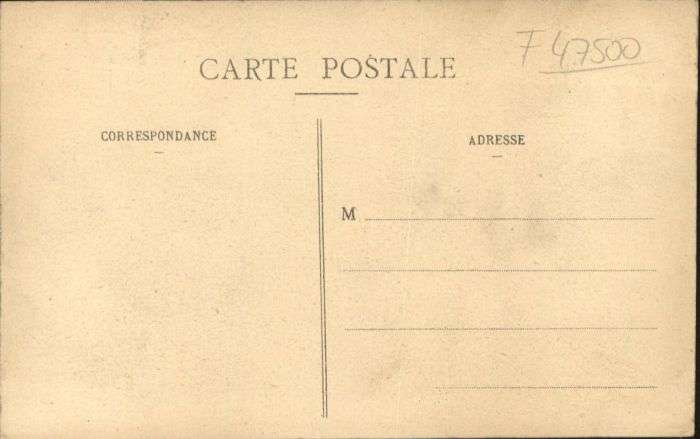 F 47500
CARTE POSTALE
CORRESPONDANCE
ADRESSE
M